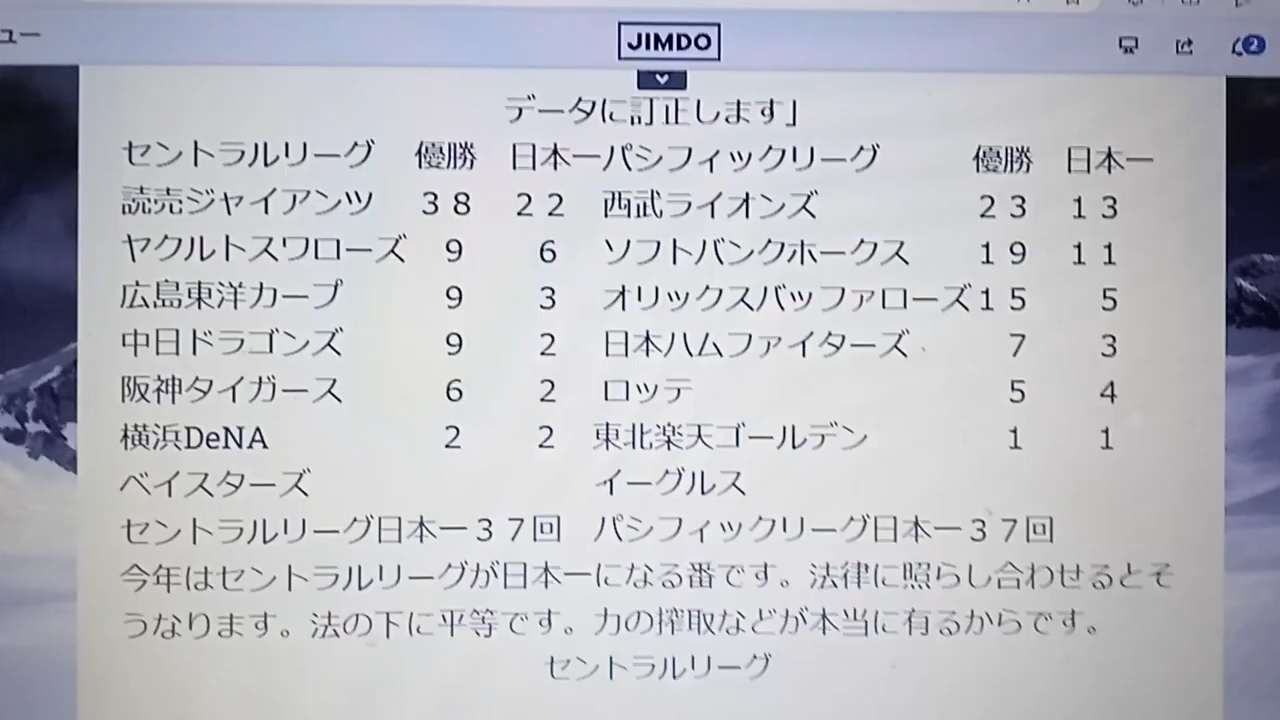 ュー
JIMDO
2
データに訂正します」
セントラルリーグ 優勝 日本一パシフィックリーグ 優勝 日本一
読売ジャイアンツ 38 22 西武ライオンズ 23 13
ヤクルトスワローズ 9 6 ソフトバンクホークス 19 11
広島東洋カープ 9 3 オリックスバッファローズ15 5
中日ドラゴンズ 9 2 日本ハムファイターズ 7 3
阪神タイガース 6 2 ロッテ 5 4
横浜DeNA 2 2 東北楽天ゴールデン 1 1
ベイスターズ イーグルス
セントラルリーグ日本一37回 パシフィックリーグ日本一37回
今年はセントラルリーグが日本一になる番です。法律に照らし合わせるとそ
うなります。法の下に平等です。力の搾取などが本当に有るからです。
セントラルリーグ